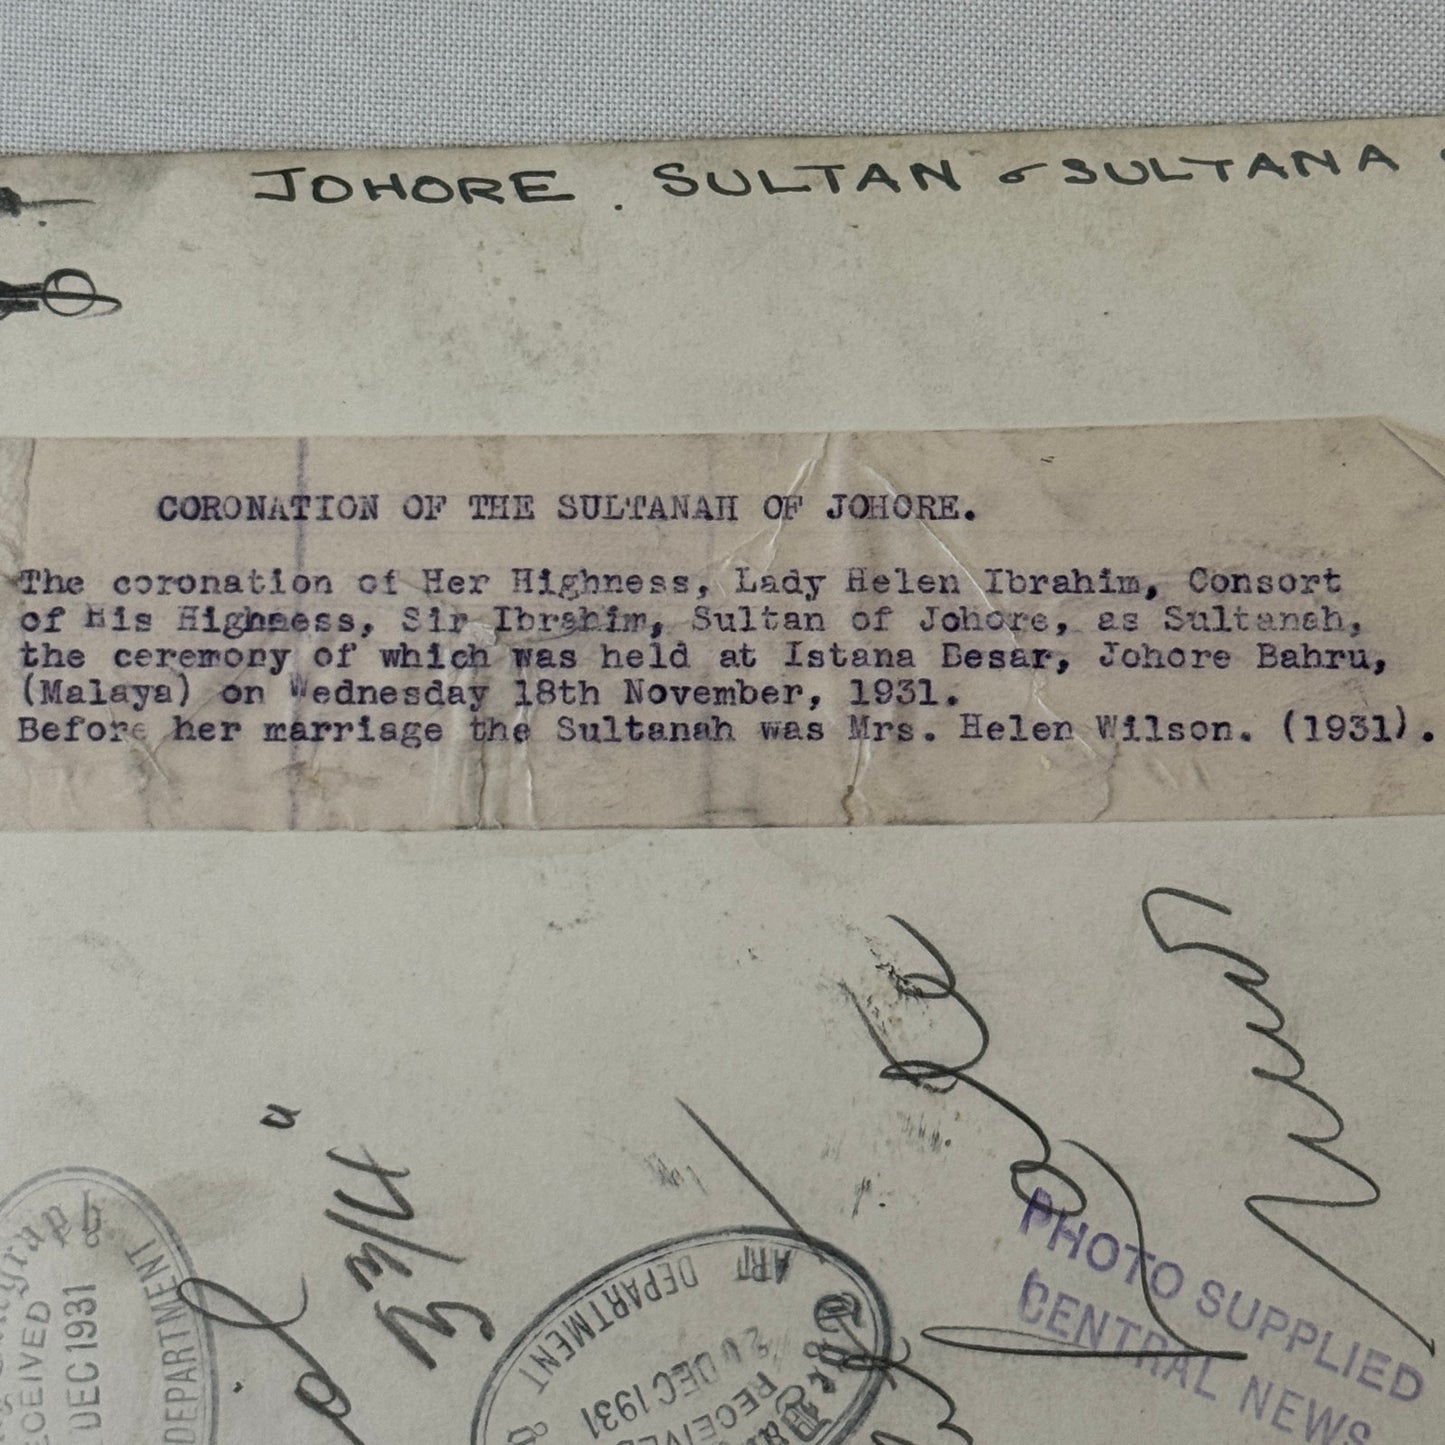 JOHORE. SULTAN & SULTANA
CORONATION OF THE SULTANAH OF JOHORE.
The coronation of Her Highness, Lady Helen Ibrahim, Consort
of His Highness, Sir Ibrahim, Sultan of Johore, as Sultanah,
the ceremony of which was held at Istana Besar, Johore Bahru,
(Malaya) on Wednesday 18th November, 1931.
Before her marriage the Sultanah was Mrs. Helen Wilson. (1931).
PHOTO SUPPLIED
CENTRAL NEWS
ART DEPARTMENT
20 DEC 1931
RECEIVED
DEC 1931
DEPARTMENT